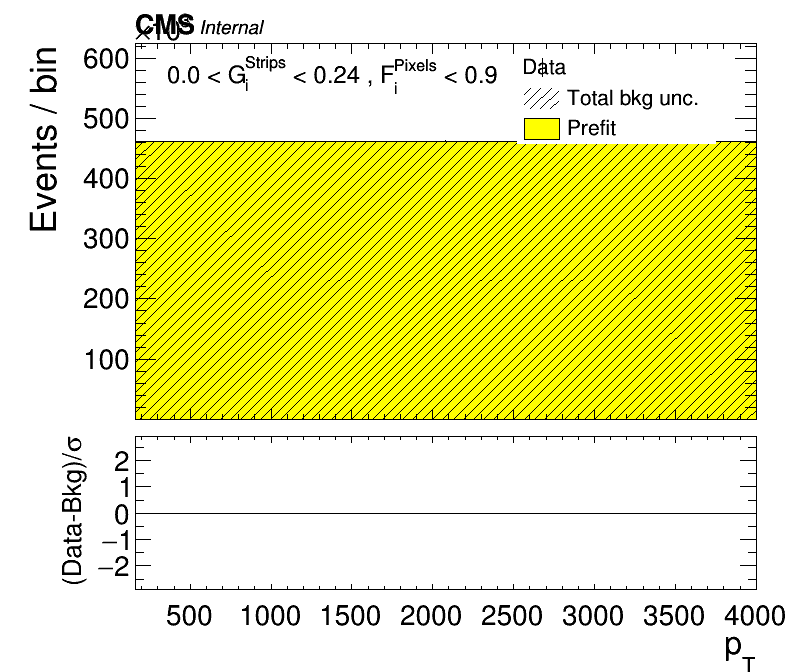 CMS Internal
×10³
Events / bin
600
500
400
300
200
100
0.0 < G_i^Strips < 0.24 , F_i^Pixels < 0.9
Data
Total bkg unc.
Prefit
(Data-Bkg)/σ
2
1
0
−1
−2
500 1000 1500 2000 2500 3000 3500 4000
p_T